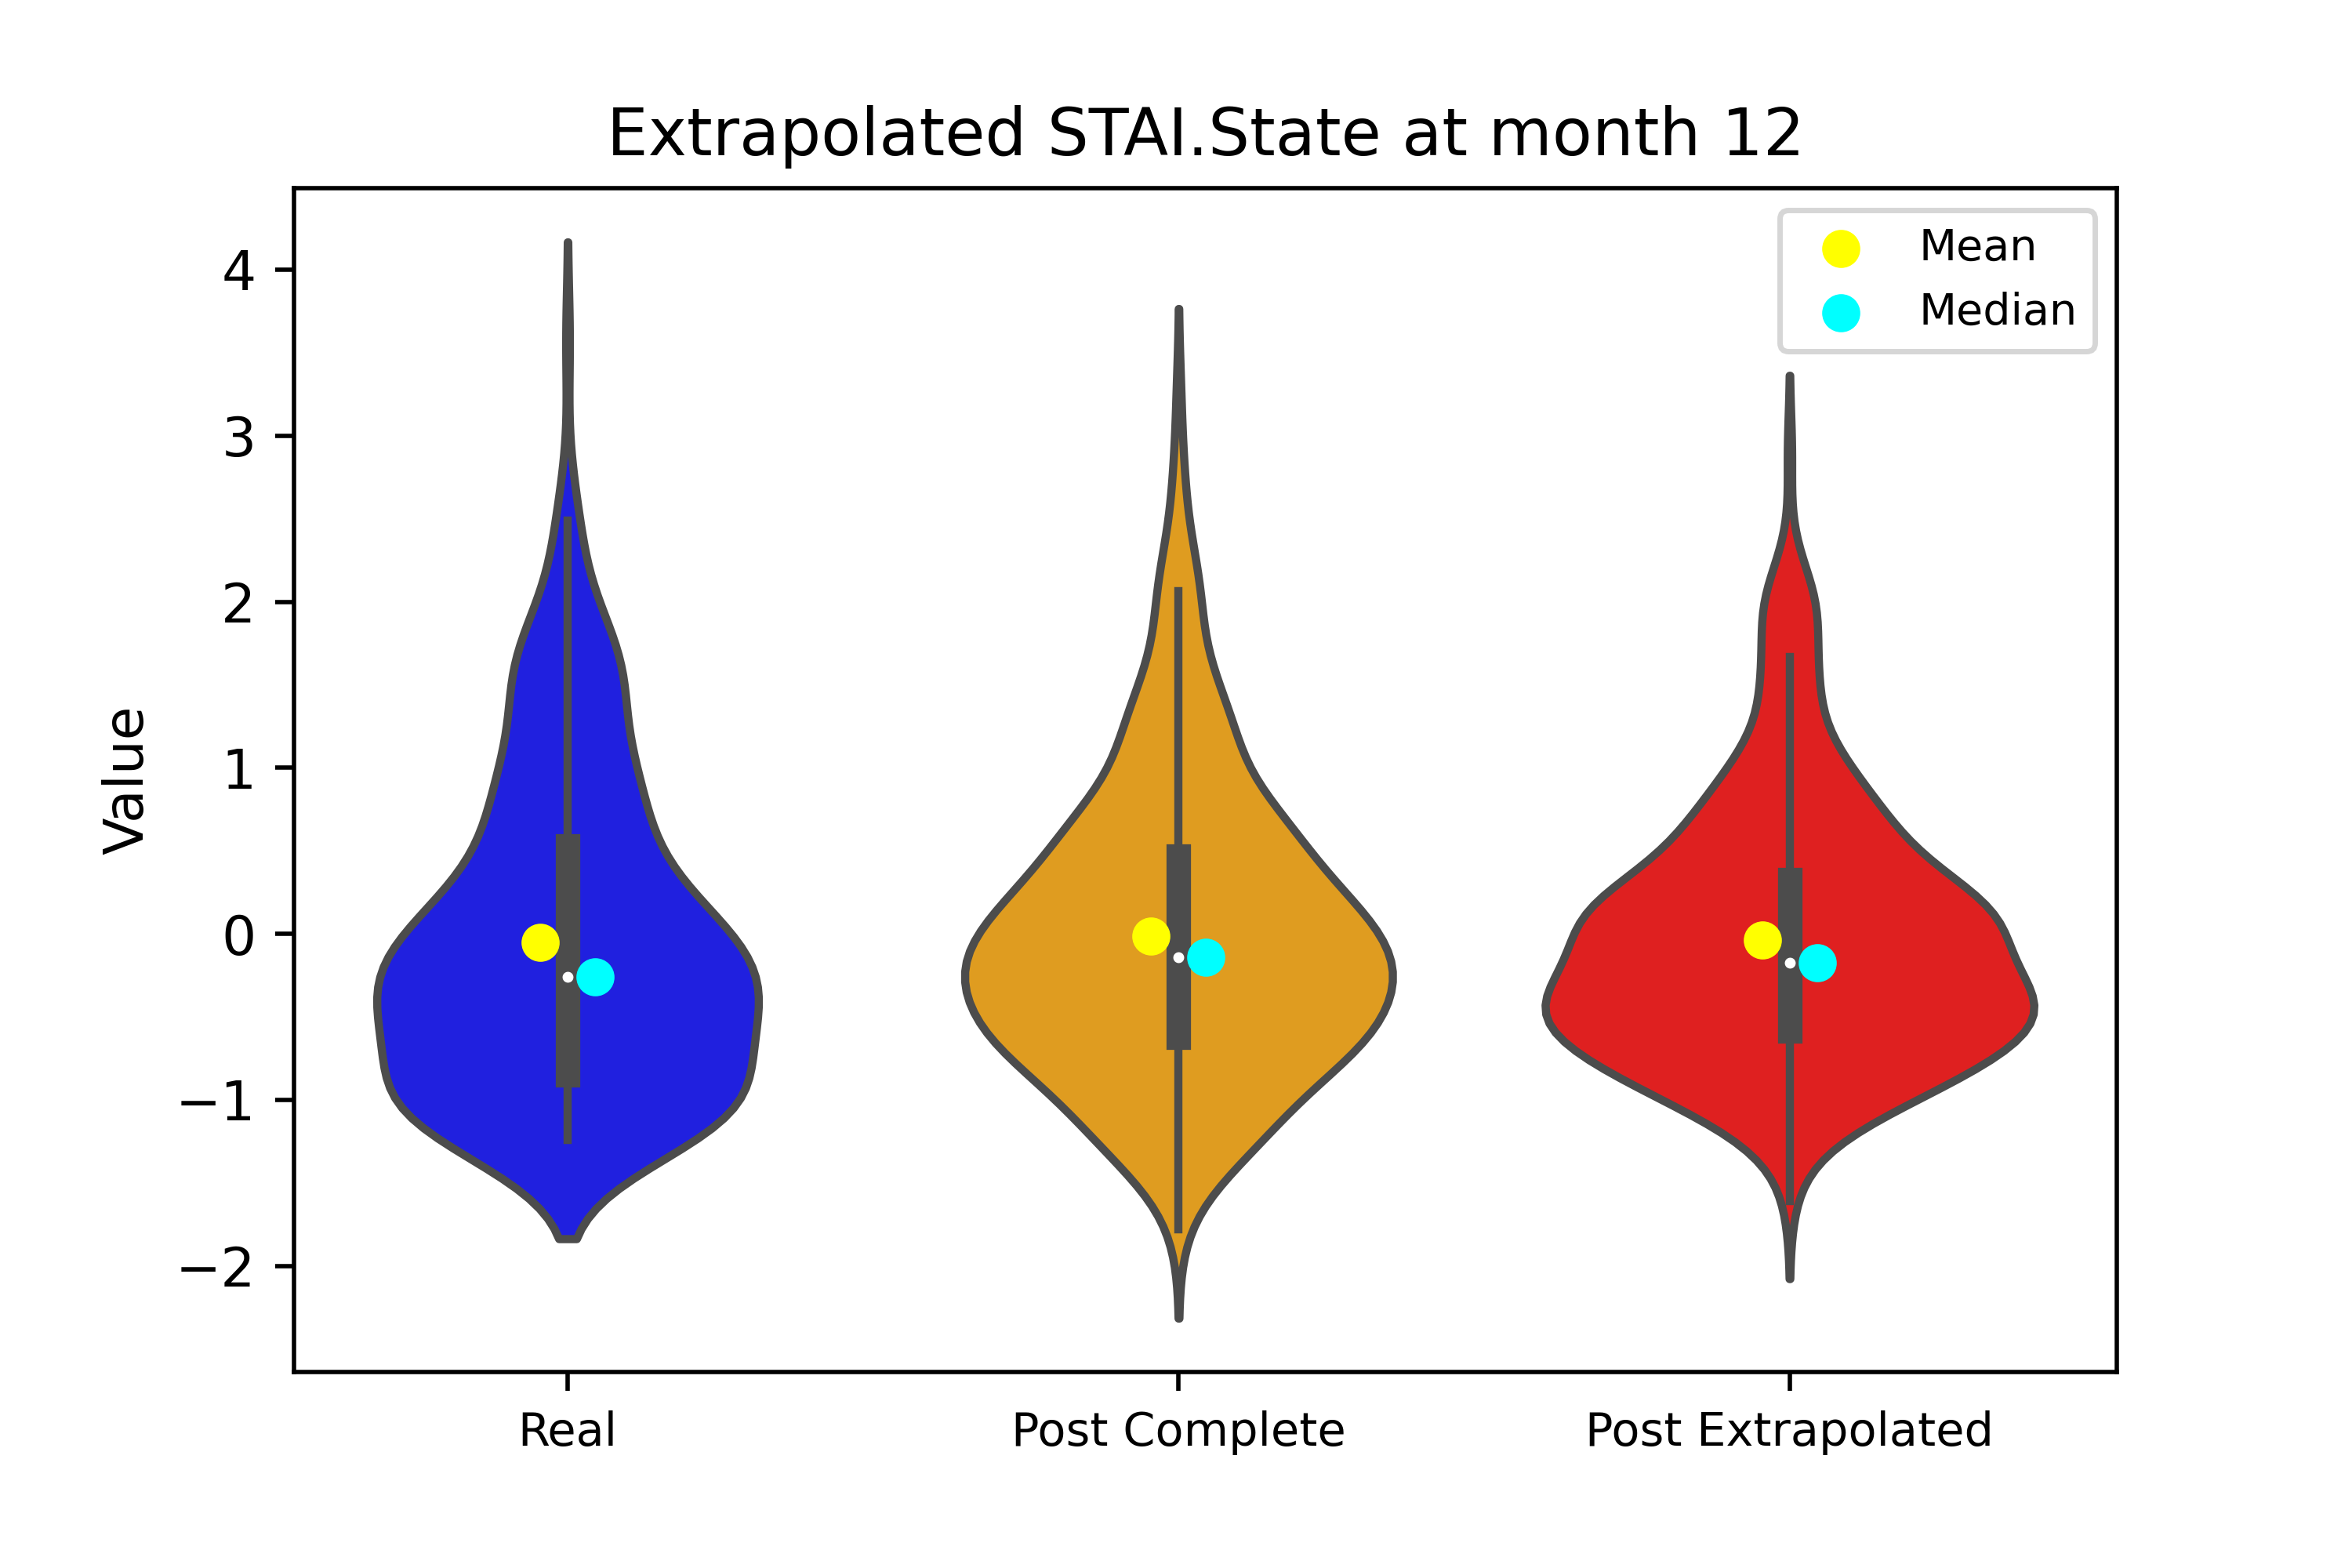 Extrapolated STAI.State at month 12
Mean
Median
4
3
2
1
0
−1
−2
Value
Real
Post Complete
Post Extrapolated